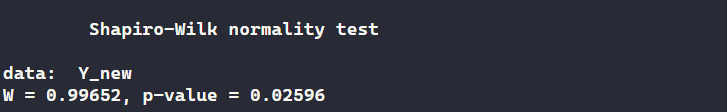 Shapiro-Wilk normality test
data:  Y_new
W = 0.99652, p-value = 0.02596